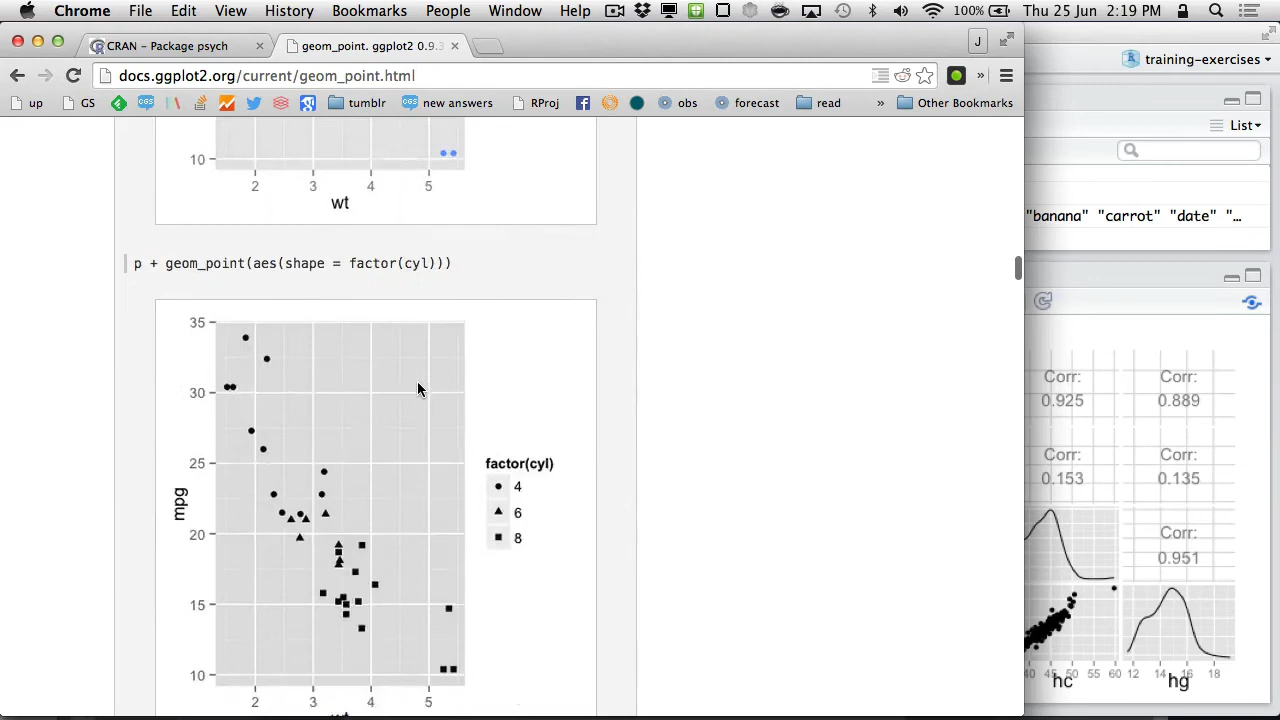 Chrome File Edit View History Bookmarks People Window Help 100% Thu 25 Jun 2:19 PM
CRAN - Package psych × geom_point. ggplot2 0.9.3 × J
training-exercises
docs.ggplot2.org/current/geom_point.html »
up GS tumblr new answers RProj obs forecast read » Other Bookmarks
List
"banana" "carrot" "date" "…
10
2 3 4 5
wt
p + geom_point(aes(shape = factor(cyl)))
35
30
25
20
15
10
mpg
2 3 4 5
wt
factor(cyl)
4
6
8
Corr:
0.925
Corr:
0.889
Corr:
0.153
Corr:
0.135
Corr:
0.951
40 45 50 55 60 12 14 16 18
hc hg